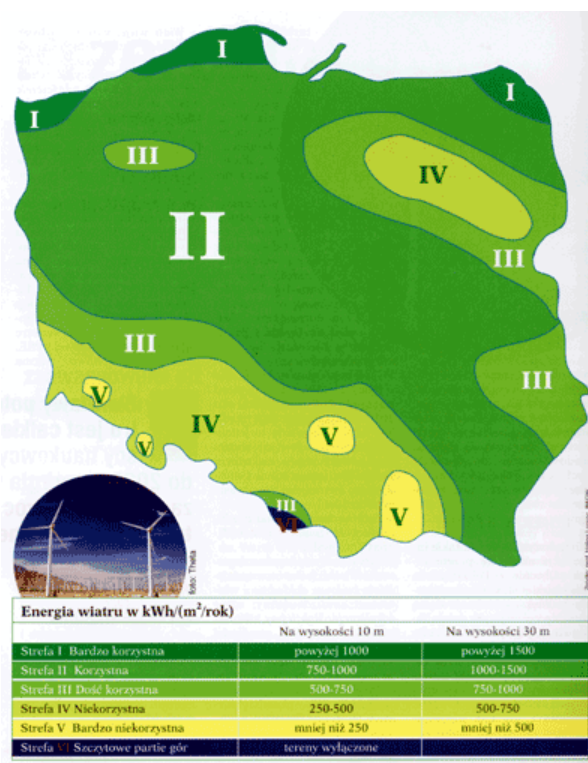 I
I
I
III
IV
II
III
III
III
V
IV
V
V
III
VI
V
foto: Theta
Energia wiatru w kWh/(m²/rok)
Na wysokości 10 m Na wysokości 30 m
Strefa I Bardzo korzystna powyżej 1000 powyżej 1500
Strefa II Korzystna 750-1000 1000-1500
Strefa III Dość korzystna 500-750 750-1000
Strefa IV Niekorzystna 250-500 500-750
Strefa V Bardzo niekorzystna mniej niż 250 mniej niż 500
Strefa VI Szczytowe partie gór tereny wyłączone